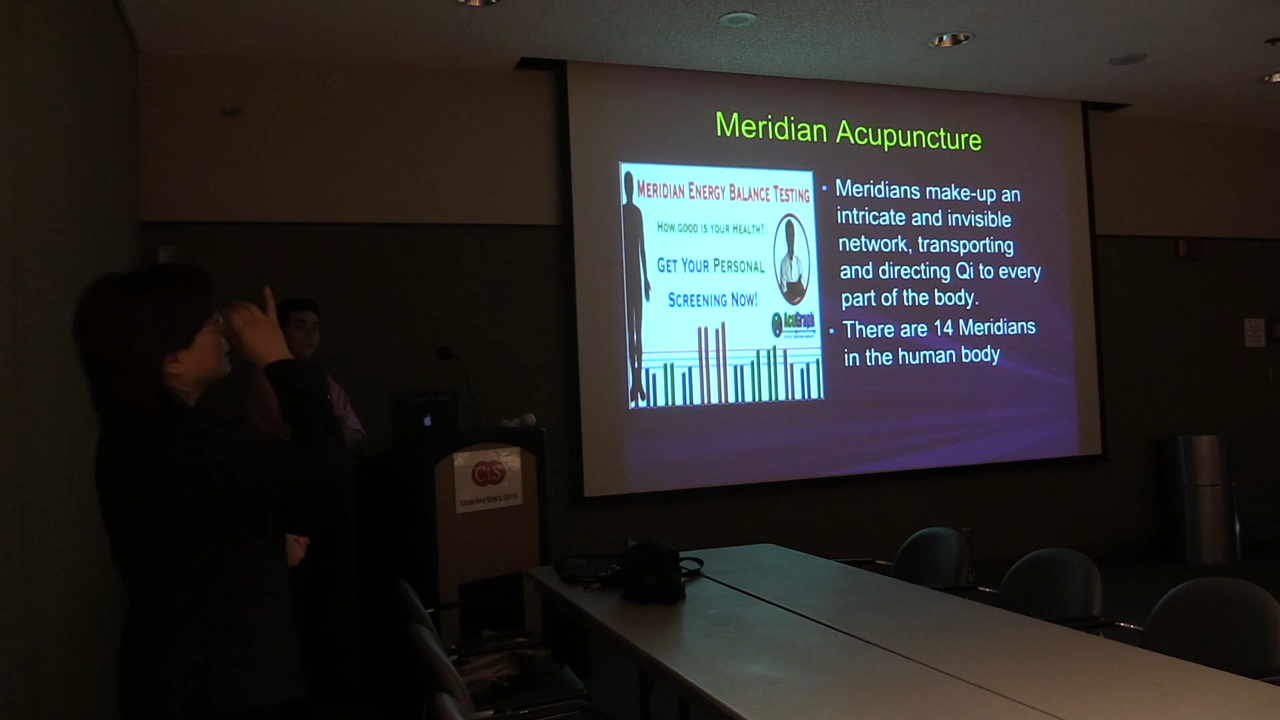 Meridian Acupuncture
MERIDIAN ENERGY BALANCE TESTING
HOW GOOD IS YOUR HEALTH?
GET YOUR PERSONAL
SCREENING NOW!
AcuGraph
• Meridians make-up an
intricate and invisible
network, transporting
and directing Qi to every
part of the body.
• There are 14 Meridians
in the human body
CIS